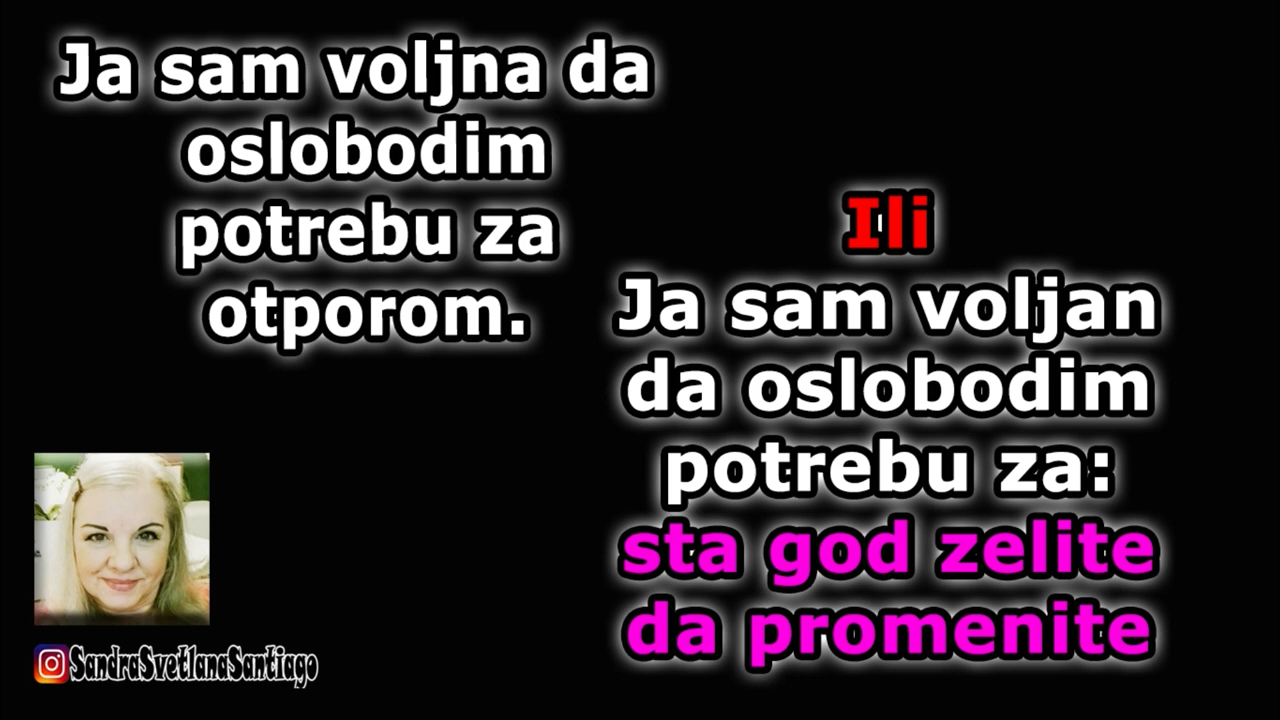 Ja sam voljna da
oslobodim
potrebu za
otporom.
Ili
Ja sam voljan
da oslobodim
potrebu za:
sta god zelite
da promenite
SandraSvetlanaSantiago